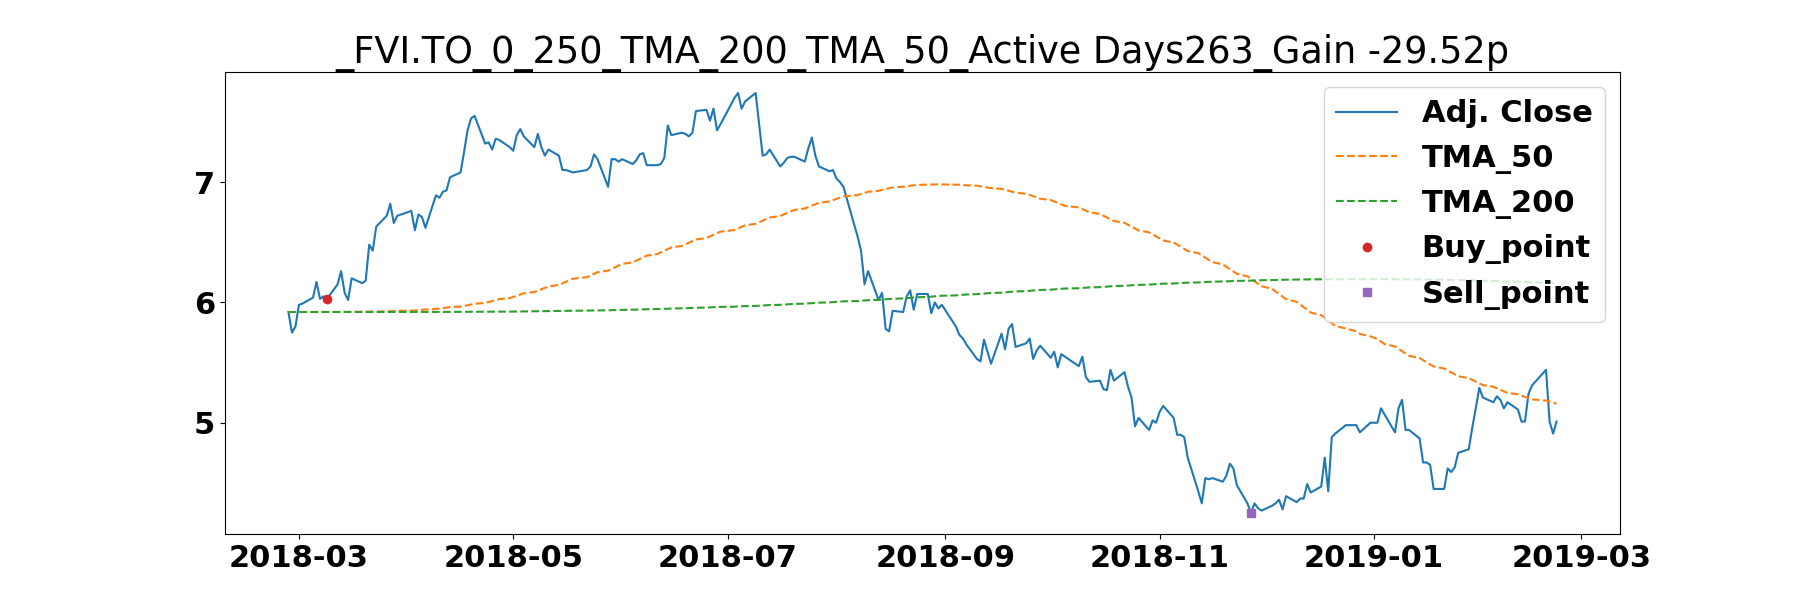 _FVI.TO_0_250_TMA_200_TMA_50_Active Days263_Gain -29.52p
Adj. Close
TMA_50
TMA_200
Buy_point
Sell_point
7
6
5
2018-03 2018-05 2018-07 2018-09 2018-11 2019-01 2019-03